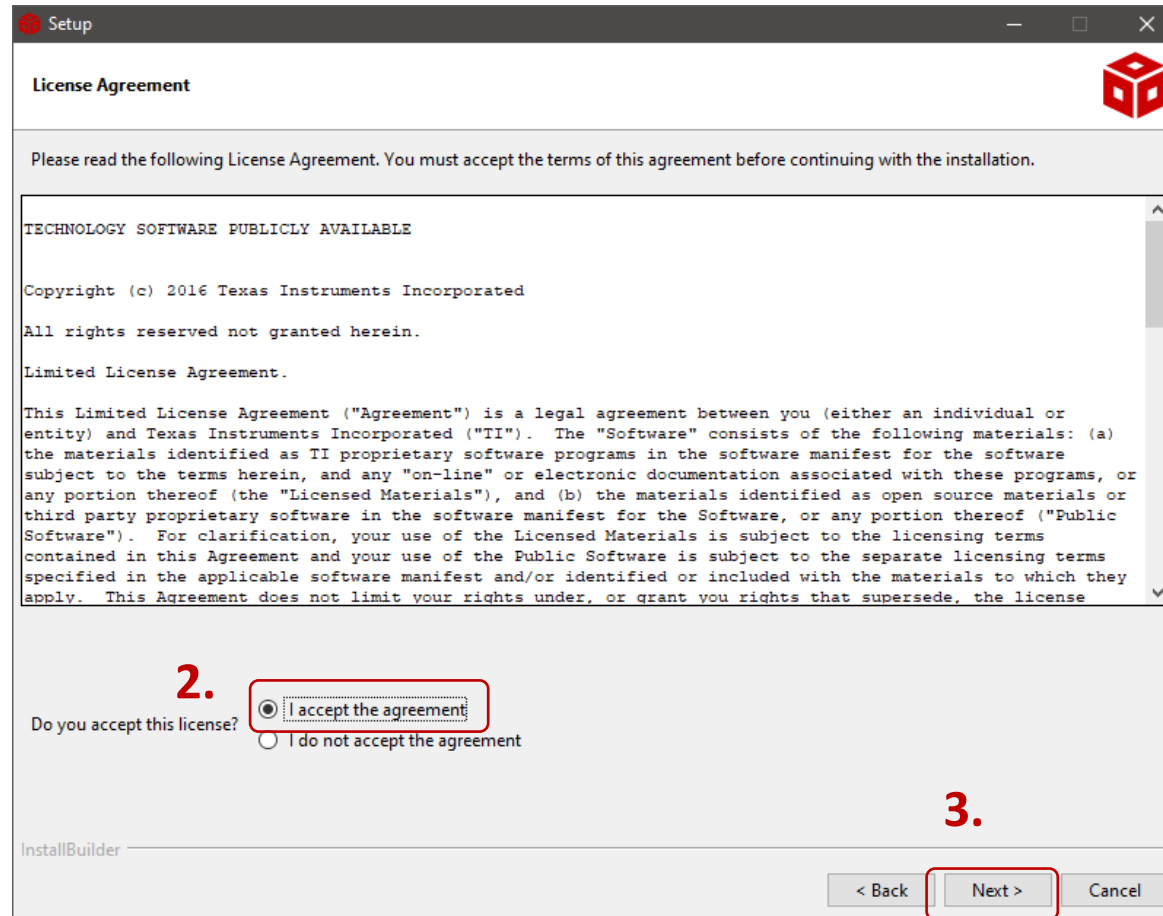 Setup
License Agreement
Please read the following License Agreement. You must accept the terms of this agreement before continuing with the installation.
TECHNOLOGY SOFTWARE PUBLICLY AVAILABLE
Copyright (c) 2016 Texas Instruments Incorporated
All rights reserved not granted herein.
Limited License Agreement.
This Limited License Agreement ("Agreement") is a legal agreement between you (either an individual or
entity) and Texas Instruments Incorporated ("TI").  The "Software" consists of the following materials: (a)
the materials identified as TI proprietary software programs in the software manifest for the software
subject to the terms herein, and any "on-line" or electronic documentation associated with these programs, or
any portion thereof (the "Licensed Materials"), and (b) the materials identified as open source materials or
third party proprietary software in the software manifest for the Software, or any portion thereof ("Public
Software").  For clarification, your use of the Licensed Materials is subject to the licensing terms
contained in this Agreement and your use of the Public Software is subject to the separate licensing terms
specified in the applicable software manifest and/or identified or included with the materials to which they
apply.  This Agreement does not limit your rights under, or grant you rights that supersede, the license
2.
Do you accept this license?
I accept the agreement
I do not accept the agreement
3.
InstallBuilder
< Back
Next >
Cancel